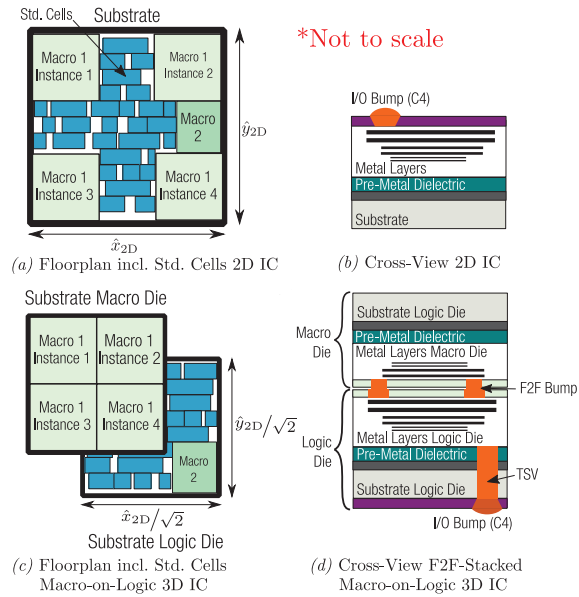 Substrate
Std. Cells
*Not to scale
Macro 1
Instance 1
Macro 1
Instance 2
Macro
2
Macro 1
Instance 3
Macro 1
Instance 4
ŷ2D
x̂2D
(a) Floorplan incl. Std. Cells 2D IC
I/O Bump (C4)
Metal Layers
Pre-Metal Dielectric
Substrate
(b) Cross-View 2D IC
Substrate Macro Die
Macro 1
Instance 1
Macro 1
Instance 2
Macro 1
Instance 3
Macro 1
Instance 4
Macro
2
ŷ2D/√2
x̂2D/√2
Substrate Logic Die
(c) Floorplan incl. Std. Cells
Macro-on-Logic 3D IC
Macro
Die
Substrate Logic Die
Pre-Metal Dielectric
Metal Layers Macro Die
F2F Bump
Logic
Die
Metal Layers Logic Die
Pre-Metal Dielectric
TSV
Substrate Logic Die
I/O Bump (C4)
(d) Cross-View F2F-Stacked
Macro-on-Logic 3D IC